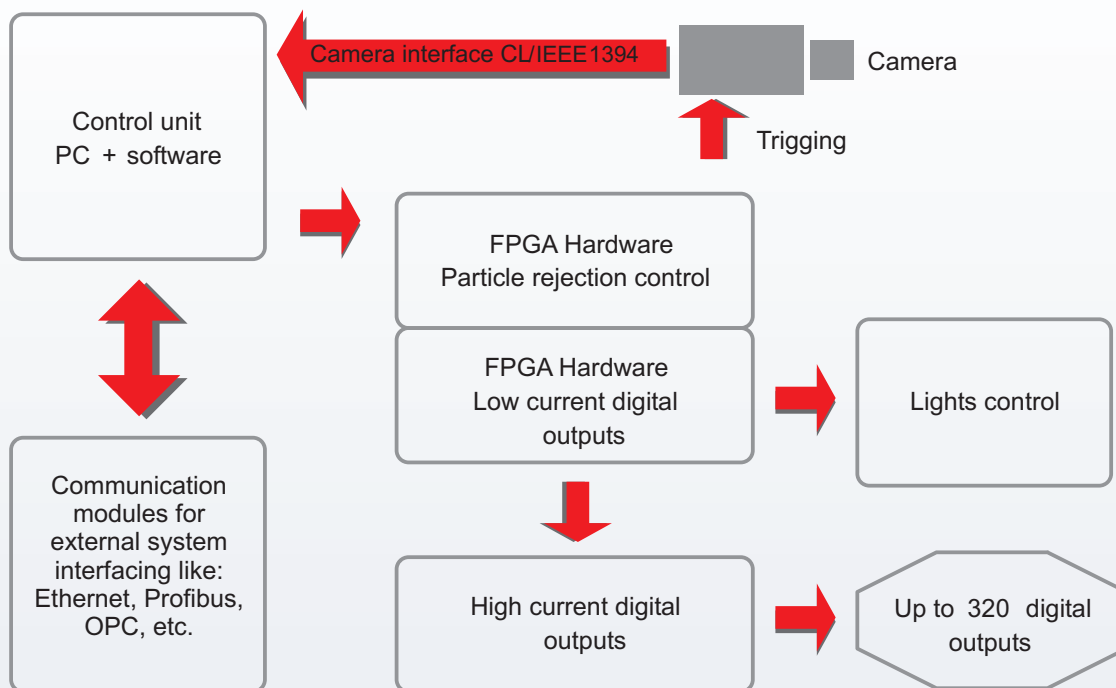 Camera interface CL/IEEE1394
Camera
Control unit
PC + software
Trigging
FPGA Hardware
Particle rejection control
FPGA Hardware
Low current digital
outputs
Lights control
Communication
modules for
external system
interfacing like:
Ethernet, Profibus,
OPC, etc.
High current digital
outputs
Up to 320 digital
outputs